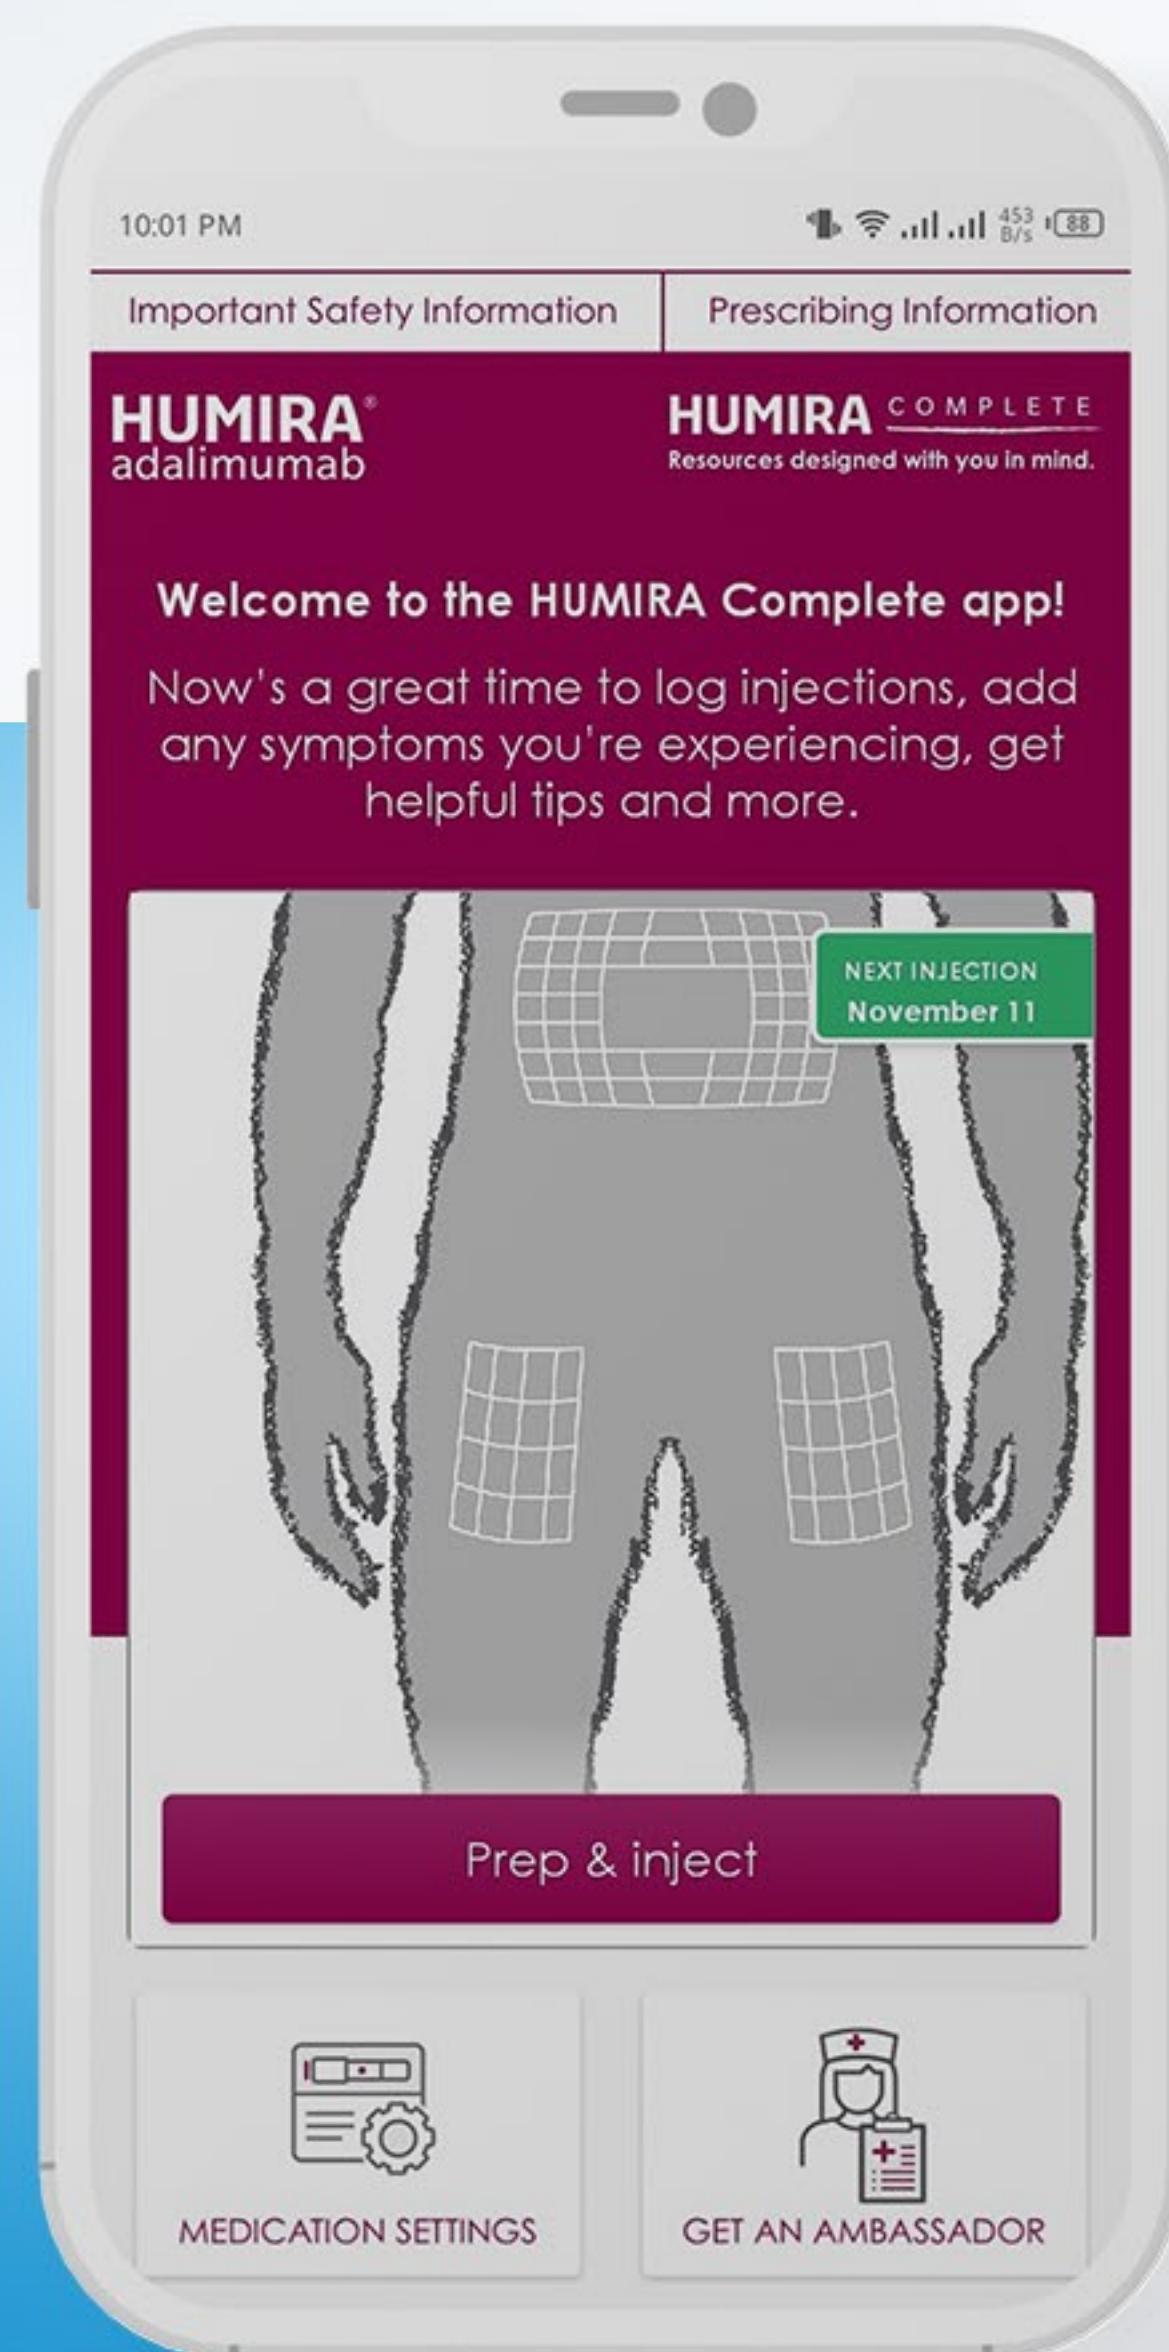 10:01 PM
453
B/s
88
Important Safety Information
Prescribing Information
HUMIRA®
adalimumab
HUMIRA COMPLETE
Resources designed with you in mind.
Welcome to the HUMIRA Complete app!
Now's a great time to log injections, add
any symptoms you're experiencing, get
helpful tips and more.
NEXT INJECTION
November 11
Prep & inject
MEDICATION SETTINGS
GET AN AMBASSADOR